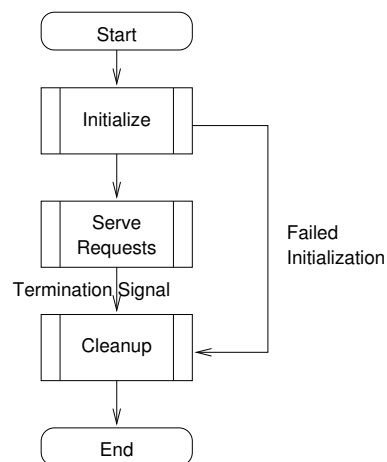 Start
Initialize
Serve
Requests
Failed
Initialization
Termination Signal
Cleanup
End